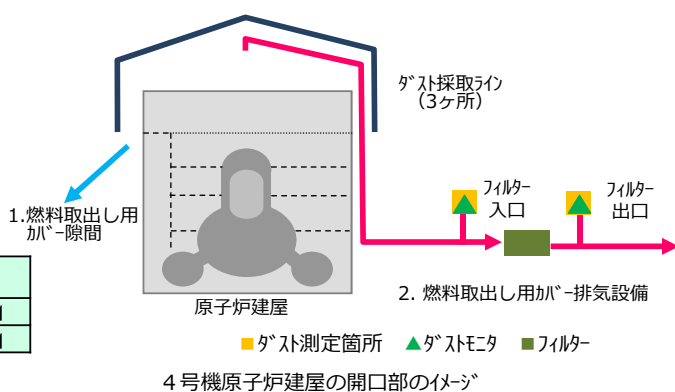 ﾀﾞｽﾄ採取ﾗｲﾝ
（3ヶ所）
1.燃料取出し用
ｶﾊﾞｰ隙間
フィルター
入口
フィルター
出口
原子炉建屋
2. 燃料取出し用ｶﾊﾞｰ排気設備
■ダスト測定箇所 ▲ﾀﾞｽﾄﾓﾆﾀ ■フィルター
４号機原子炉建屋の開口部のｲﾒｰｼﾞ